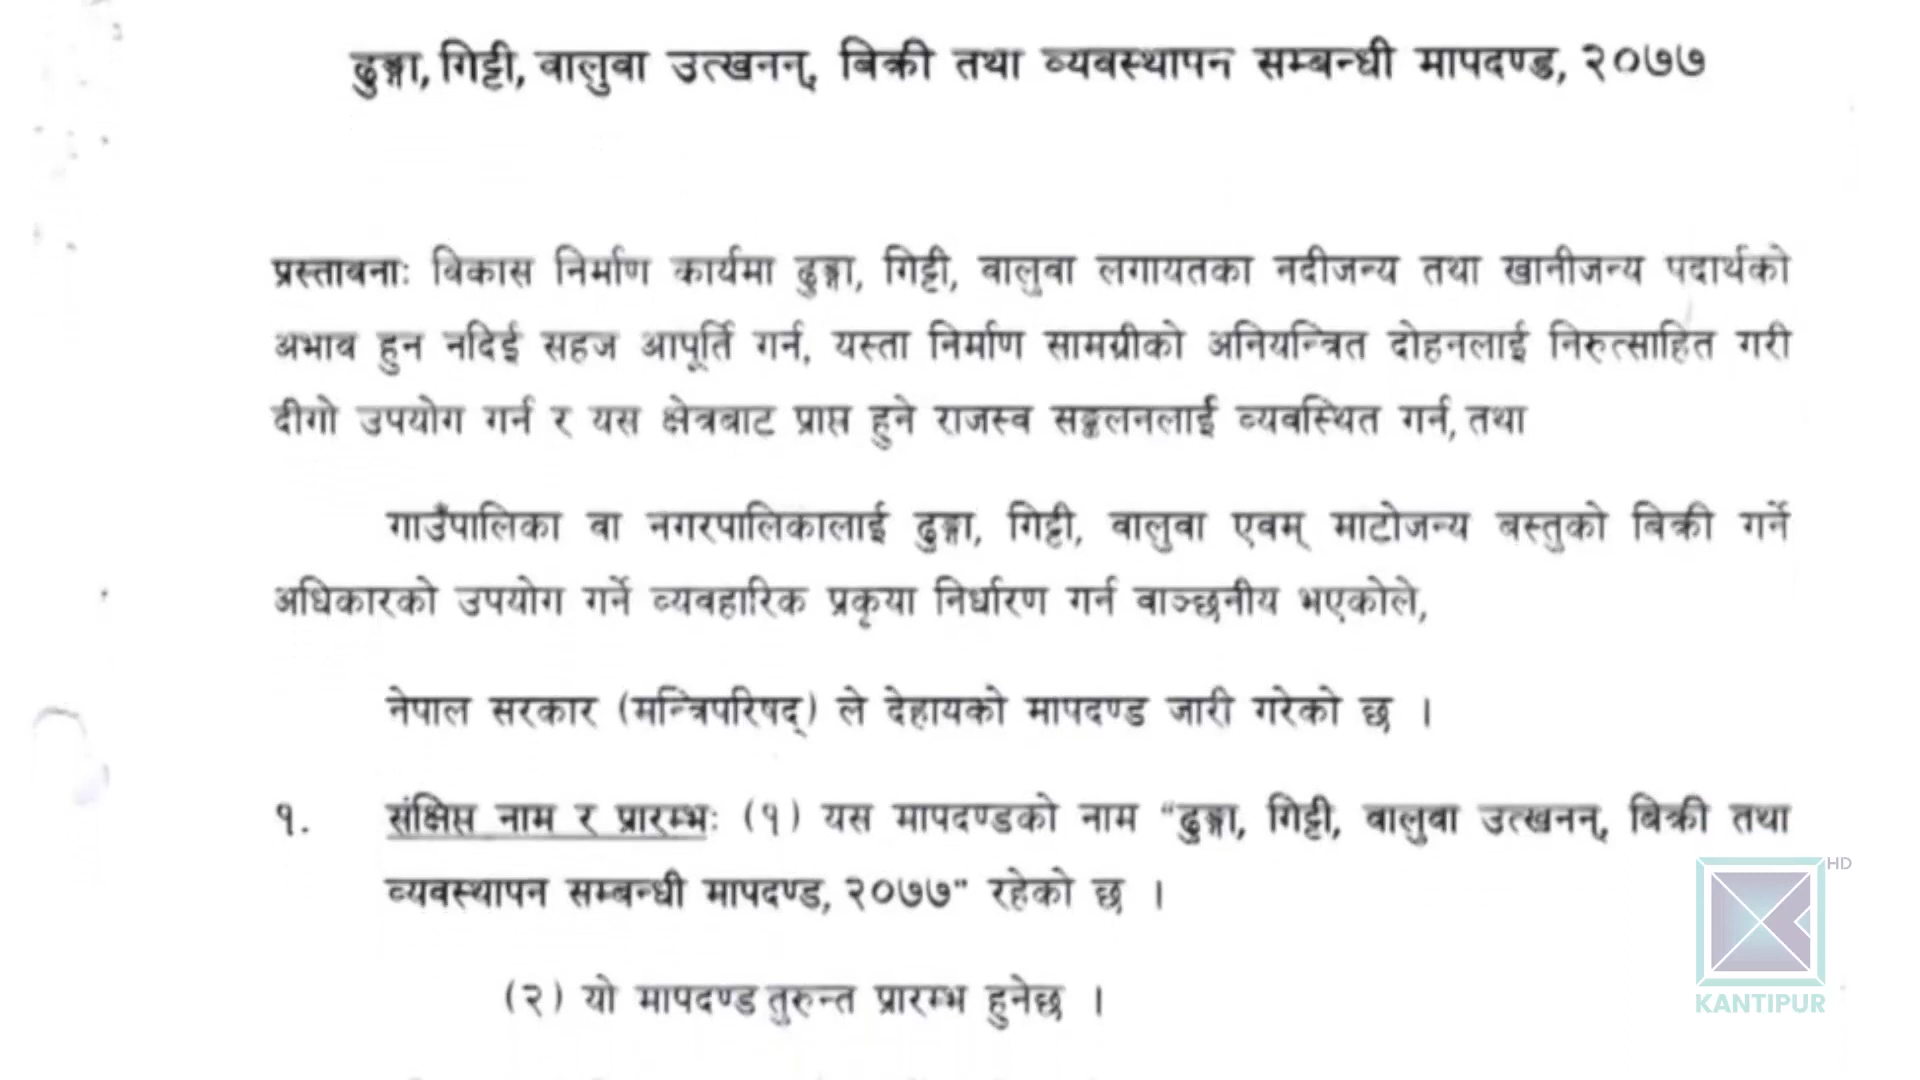 ढुङ्गा, गिट्टी, वालुवा उत्खनन्, बिक्री तथा व्यवस्थापन सम्बन्धी मापदण्ड, २०७७
प्रस्तावनाः विकास निर्माण कार्यमा ढुङ्गा, गिट्टी, वालुवा लगायतका नदीजन्य तथा खानीजन्य पदार्थको
अभाव हुन नदिई सहज आपूर्ति गर्न, यस्ता निर्माण सामग्रीको अनियन्त्रित दोहनलाई निरुत्साहित गरी
दीगो उपयोग गर्न र यस क्षेत्रबाट प्राप्त हुने राजस्व सङ्कलनलाई व्यवस्थित गर्न, तथा
गाउँपालिका वा नगरपालिकालाई ढुङ्गा, गिट्टी, वालुवा एवम् माटोजन्य बस्तुको बिक्री गर्ने
अधिकारको उपयोग गर्ने व्यवहारिक प्रकृया निर्धारण गर्न वाञ्छनीय भएकोले,
नेपाल सरकार (मन्त्रिपरिषद्) ले देहायको मापदण्ड जारी गरेको छ ।
१. संक्षिप्त नाम र प्रारम्भः (१) यस मापदण्डको नाम “ढुङ्गा, गिट्टी, वालुवा उत्खनन्, बिक्री तथा
व्यवस्थापन सम्बन्धी मापदण्ड, २०७७” रहेको छ ।
HD
(२) यो मापदण्ड तुरुन्त प्रारम्भ हुनेछ ।
KANTIPUR